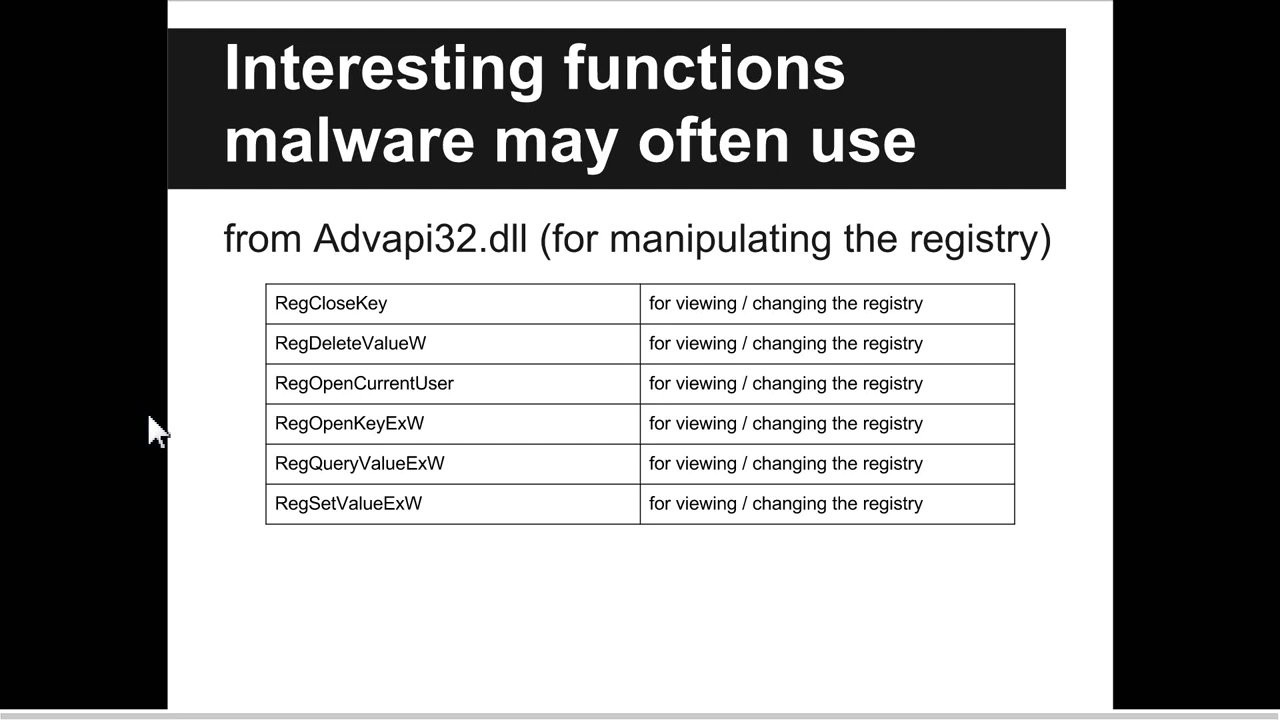 Interesting functions
malware may often use
from Advapi32.dll (for manipulating the registry)
RegCloseKey for viewing / changing the registry
RegDeleteValueW for viewing / changing the registry
RegOpenCurrentUser for viewing / changing the registry
RegOpenKeyExW for viewing / changing the registry
RegQueryValueExW for viewing / changing the registry
RegSetValueExW for viewing / changing the registry